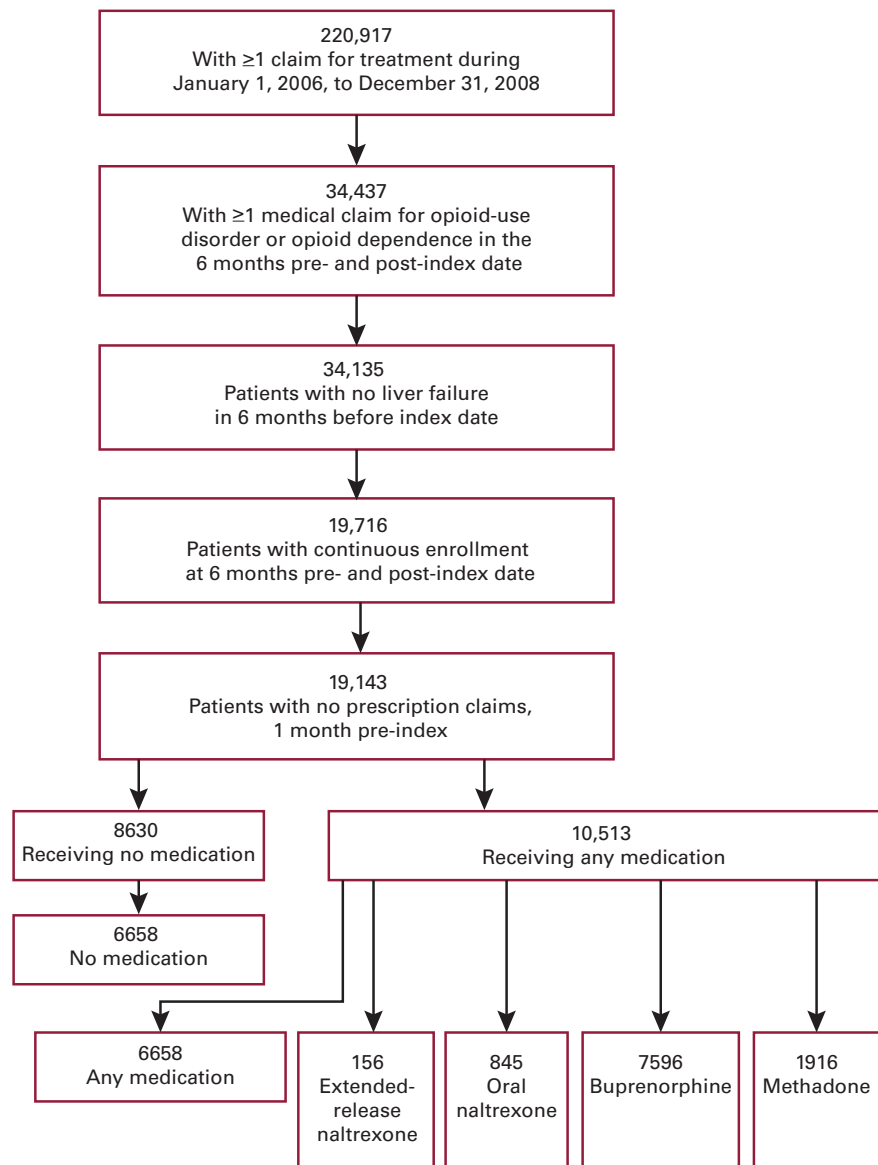 220,917
With ≥1 claim for treatment during
January 1, 2006, to December 31, 2008
34,437
With ≥1 medical claim for opioid-use
disorder or opioid dependence in the
6 months pre- and post-index date
34,135
Patients with no liver failure
in 6 months before index date
19,716
Patients with continuous enrollment
at 6 months pre- and post-index date
19,143
Patients with no prescription claims,
1 month pre-index
8630
Receiving no medication
10,513
Receiving any medication
6658
No medication
6658
Any medication
156
Extended-
release
naltrexone
845
Oral
naltrexone
7596
Buprenorphine
1916
Methadone